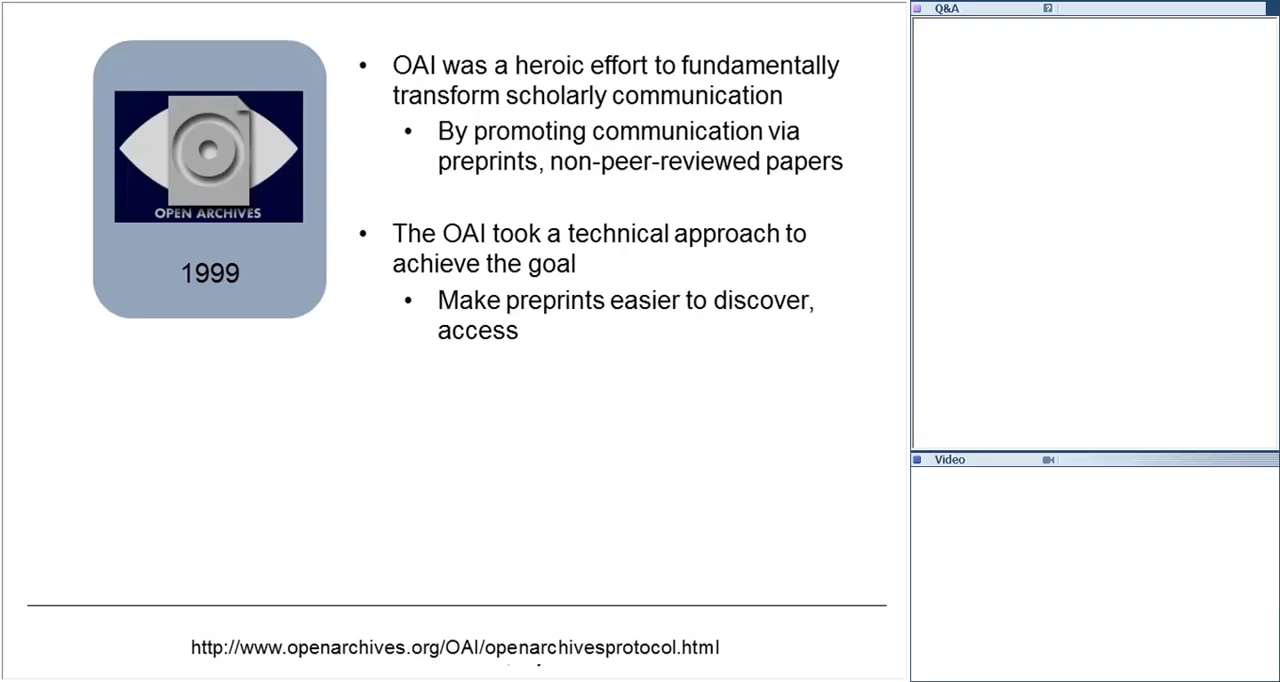 Q&A
OPEN ARCHIVES
1999
• OAI was a heroic effort to fundamentally
transform scholarly communication
• By promoting communication via
preprints, non-peer-reviewed papers
• The OAI took a technical approach to
achieve the goal
• Make preprints easier to discover,
access
Video
http://www.openarchives.org/OAI/openarchivesprotocol.html